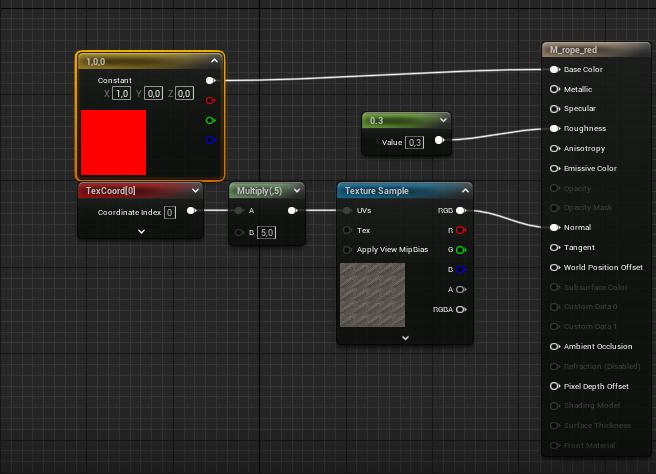 1,0,0
Constant
X 1,0 Y 0,0 Z 0,0
TexCoord[0]
Coordinate Index 0
Multiply(,5)
A
B 5,0
0.3
Value 0,3
Texture Sample
UVs RGB
Tex R
Apply View MipBias G
B
A
RGBA
M_rope_red
Base Color
Metallic
Specular
Roughness
Anisotropy
Emissive Color
Opacity
Opacity Mask
Normal
Tangent
World Position Offset
Subsurface Color
Custom Data 0
Custom Data 1
Ambient Occlusion
Refraction (Disabled)
Pixel Depth Offset
Shading Model
Surface Thickness
Front Material